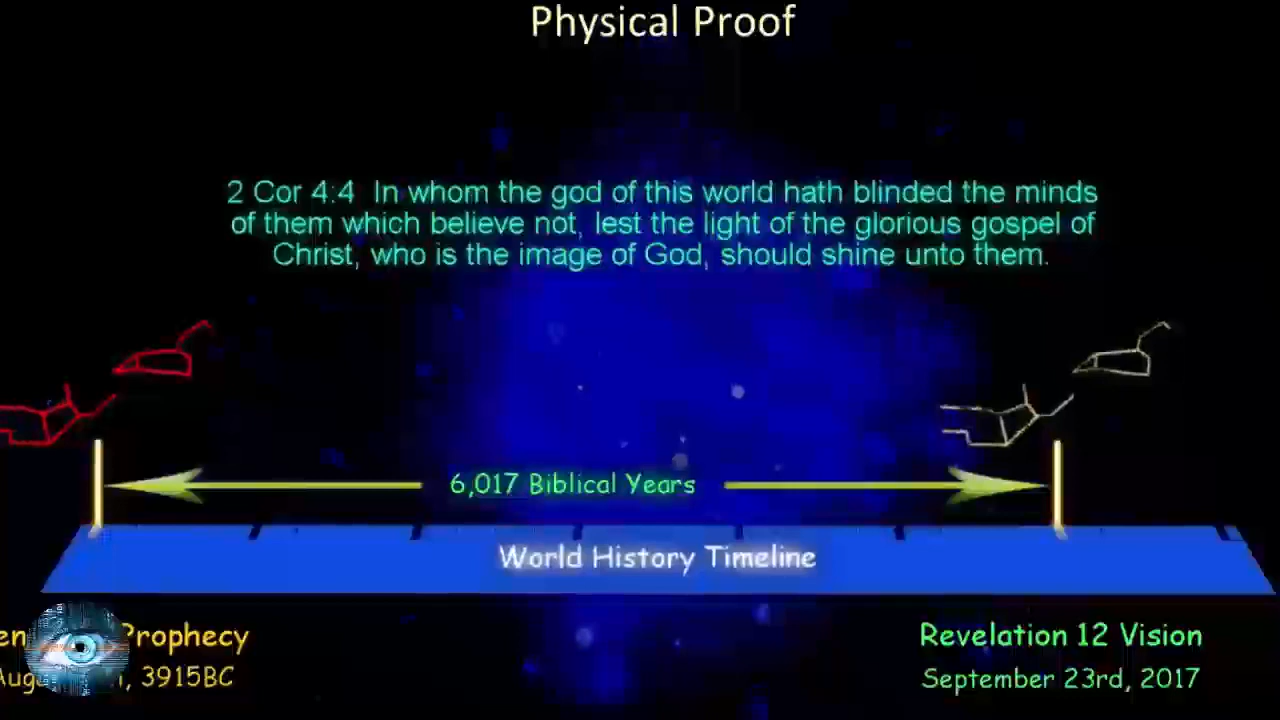 Physical Proof
2 Cor 4:4 In whom the god of this world hath blinded the minds
of them which believe not, lest the light of the glorious gospel of
Christ, who is the image of God, should shine unto them.
6,017 Biblical Years
World History Timeline
Prophecy
3915BC
Revelation 12 Vision
September 23rd, 2017